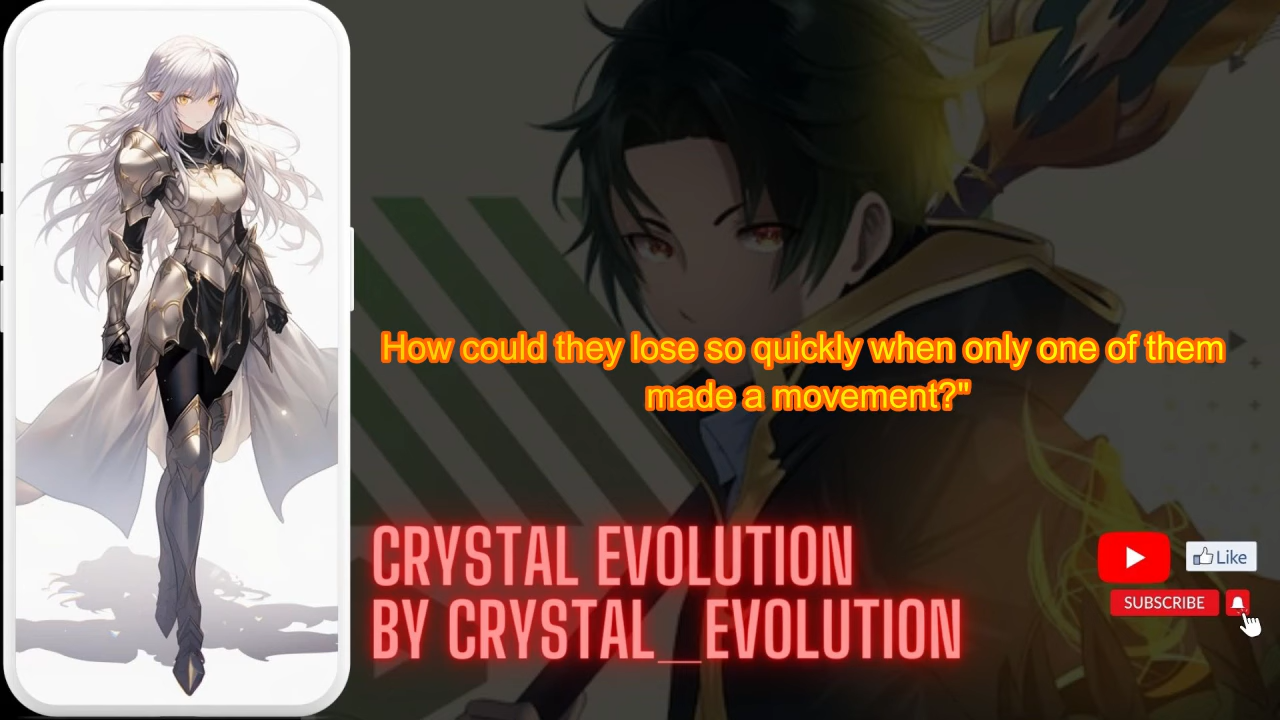 How could they lose so quickly when only one of them
made a movement?"
CRYSTAL EVOLUTION
BY CRYSTAL_EVOLUTION
Like
SUBSCRIBE